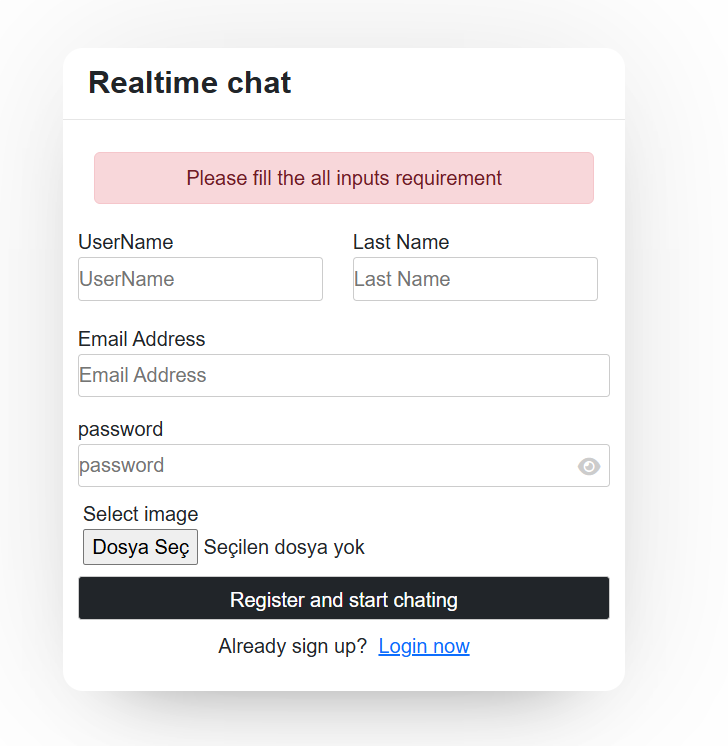 Realtime chat
Please fill the all inputs requirement
UserName Last Name
UserName Last Name
Email Address
Email Address
password
password
Select image
Dosya Seç Seçilen dosya yok
Register and start chating
Already sign up? Login now